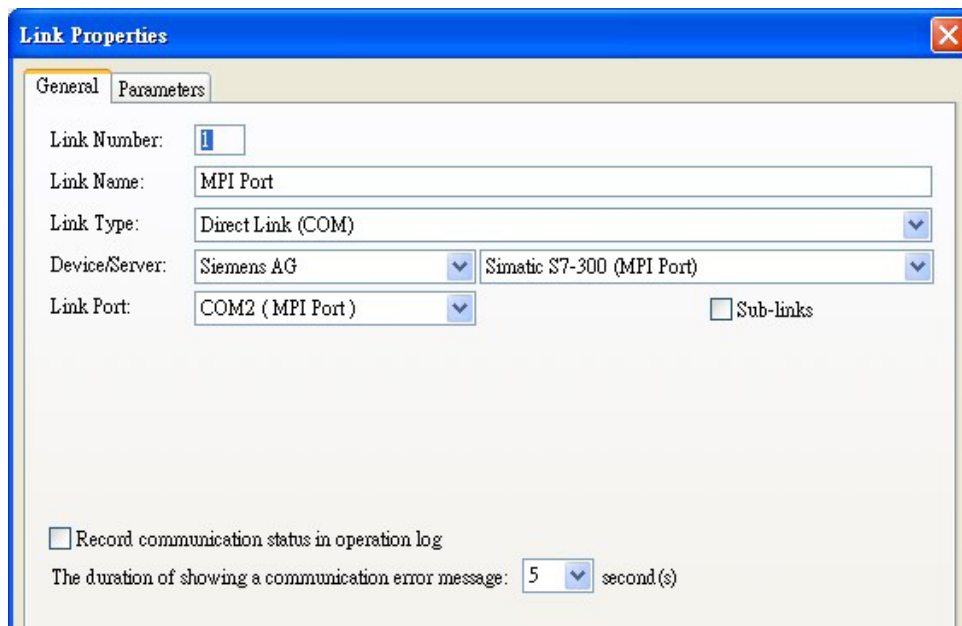 Link Properties
General Parameters
Link Number: 1
Link Name: MPI Port
Link Type: Direct Link (COM)
Device/Server: Siemens AG Simatic S7-300 (MPI Port)
Link Port: COM2 ( MPI Port ) Sub-links
Record communication status in operation log
The duration of showing a communication error message: 5 second(s)